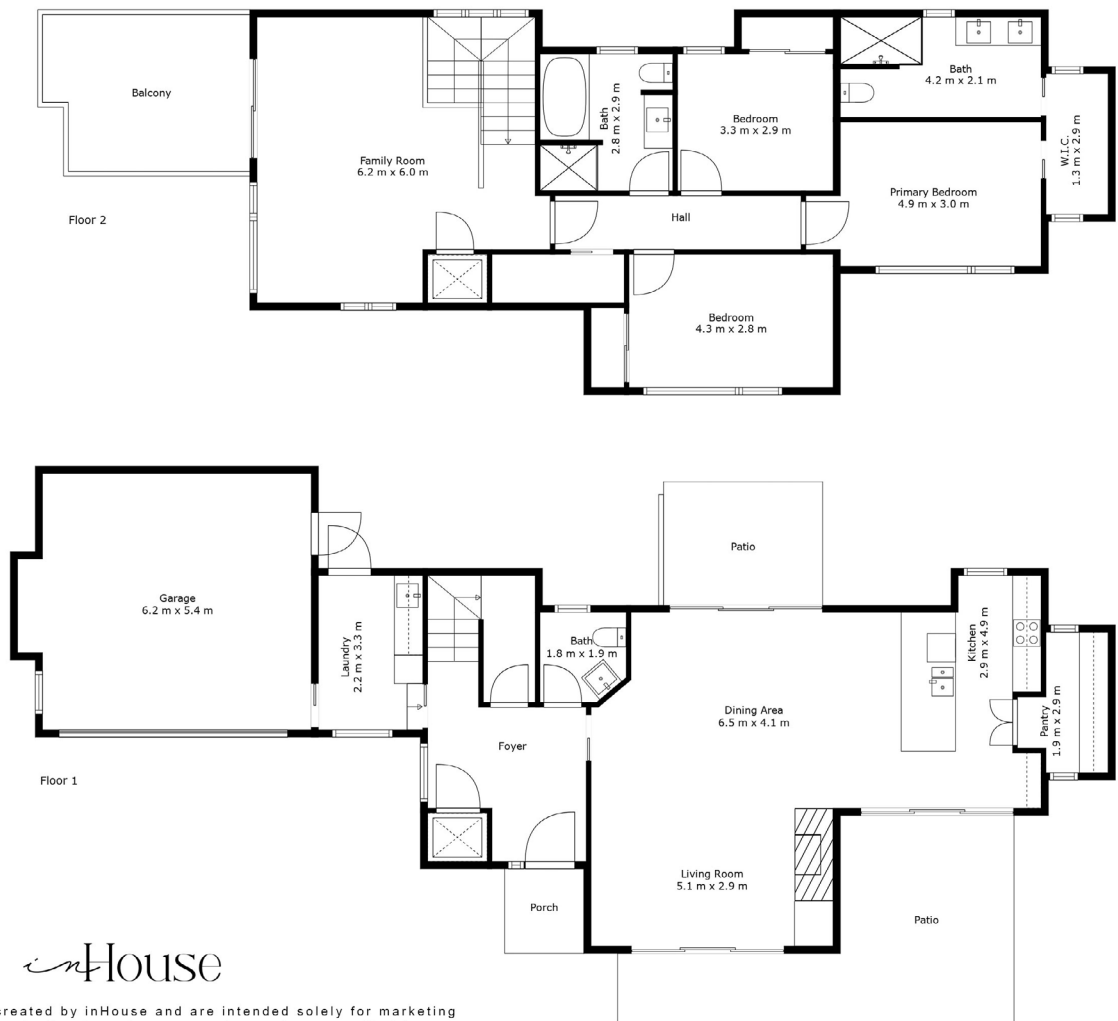 Balcony
Family Room
6.2 m x 6.0 m
Bath
2.8 m x 2.9 m
Bedroom
3.3 m x 2.9 m
Bath
4.2 m x 2.1 m
W.I.C.
1.3 m x 2.9 m
Primary Bedroom
4.9 m x 3.0 m
Floor 2
Hall
Bedroom
4.3 m x 2.8 m
Patio
Garage
6.2 m x 5.4 m
Laundry
2.2 m x 3.3 m
Bath
1.8 m x 1.9 m
Kitchen
2.9 m x 4.9 m
Dining Area
6.5 m x 4.1 m
Pantry
1.9 m x 2.9 m
Foyer
Floor 1
Living Room
5.1 m x 2.9 m
Porch
Patio
inHouse
created by inHouse and are intended solely for marketing